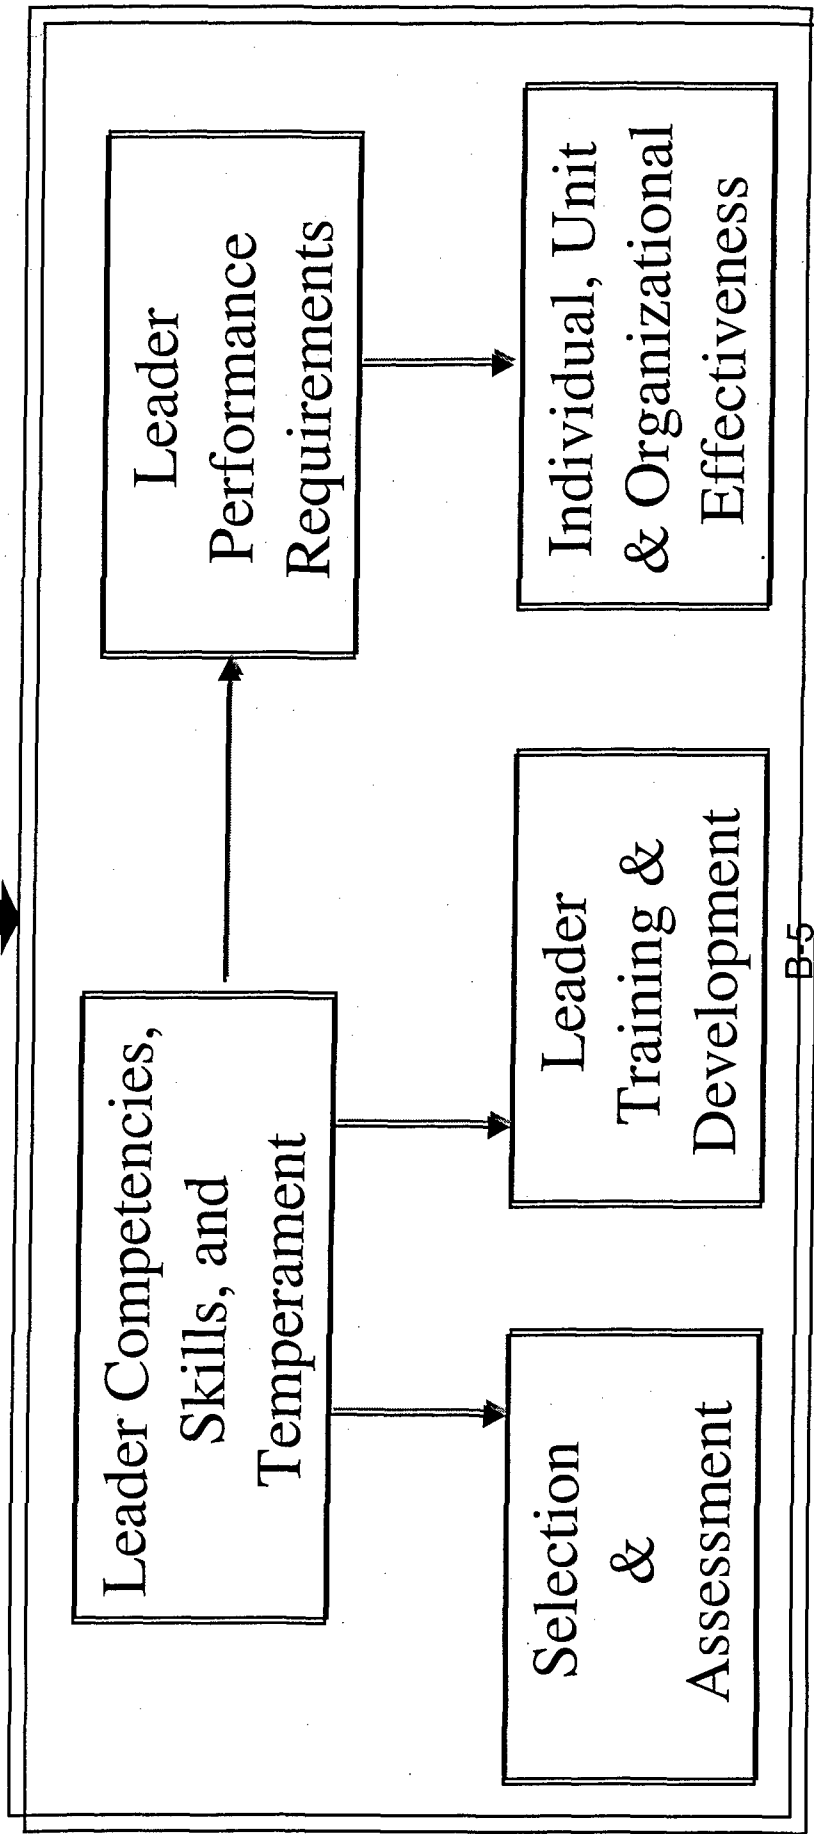 Leader Competencies,
Skills, and
Temperament
Leader
Performance
Requirements
Selection
&
Assessment
Leader
Training &
Development
Individual, Unit
& Organizational
Effectiveness
B-5